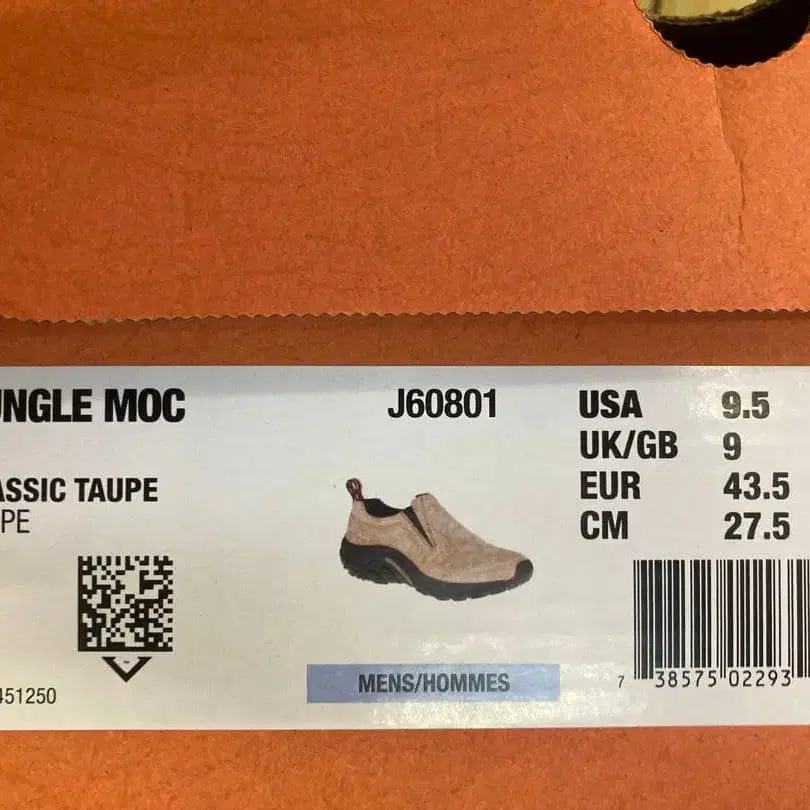 UNGLE MOC
J60801
USA 9.5
UK/GB 9
EUR 43.5
CM 27.5
ASSIC TAUPE
PE
451250
MENS/HOMMES
7 38575 02293